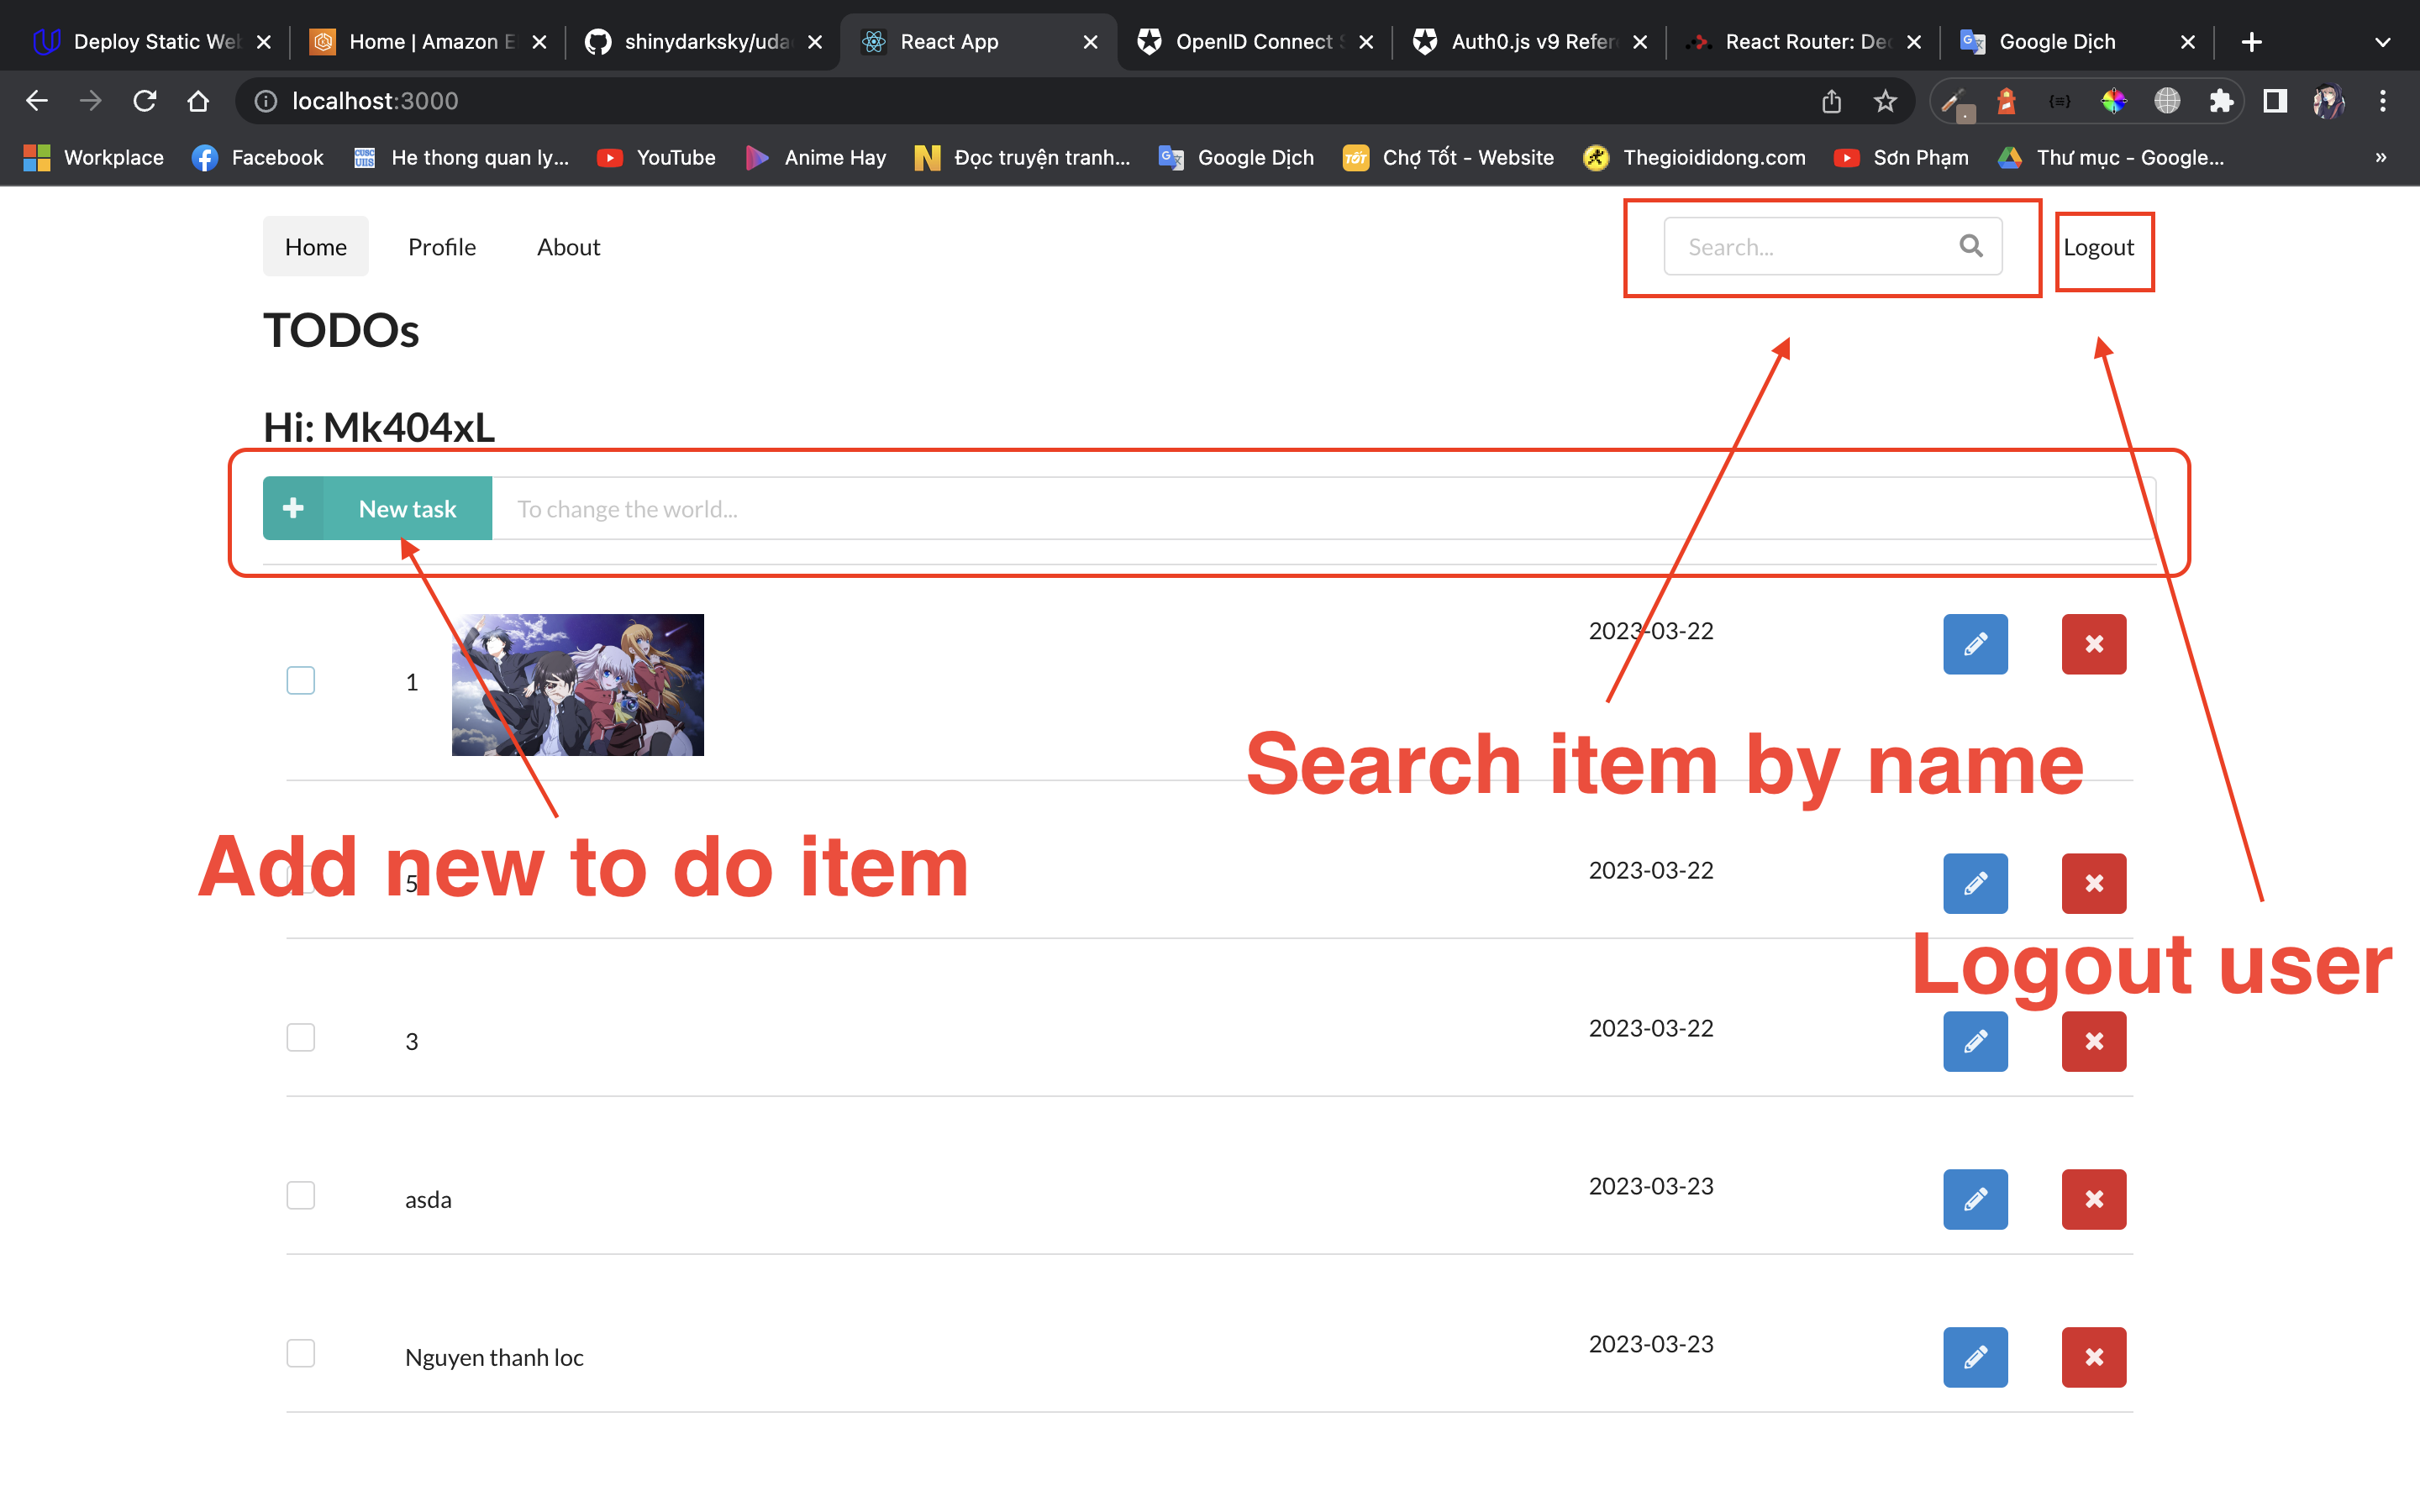 Deploy Static We
Home | Amazon E
shinydarksky/uda
React App
OpenID Connect S
Auth0.js v9 Refer
React Router: Dec
Google Dịch
localhost:3000
Workplace
Facebook
He thong quan ly...
YouTube
Anime Hay
Đọc truyện tranh...
Google Dịch
Chợ Tốt - Website
Thegioididong.com
Sơn Phạm
Thư mục - Google...
»
Home
Profile
About
Search...
Logout
TODOs
Hi: Mk404xL
New task
To change the world...
1
2023-03-22
Search item by name
Add new to do item
5
2023-03-22
Logout user
3
2023-03-22
asda
2023-03-23
Nguyen thanh loc
2023-03-23